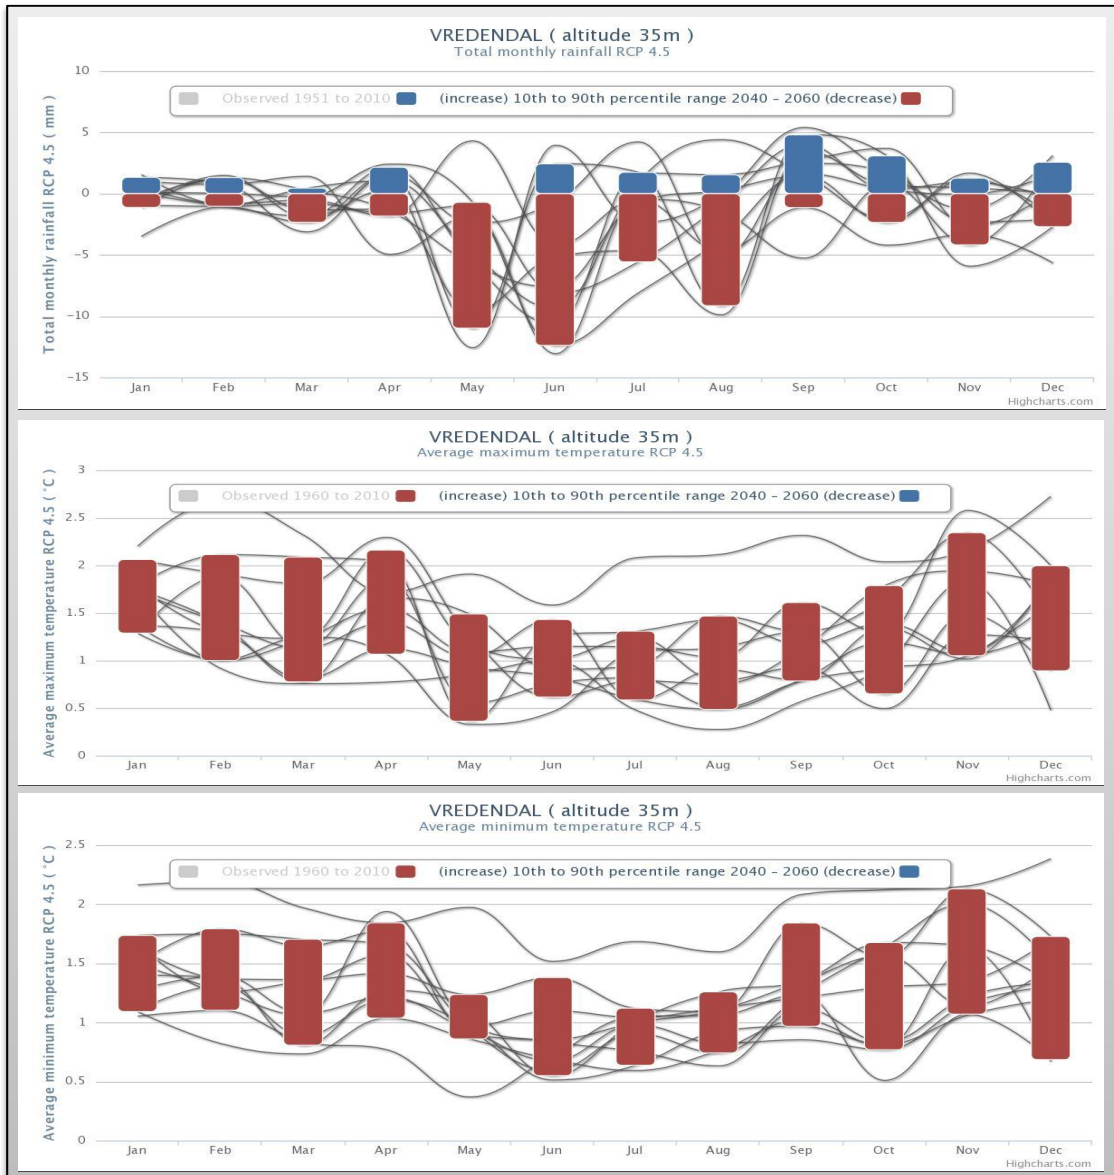 VREDENDAL ( altitude 35m )
Total monthly rainfall RCP 4.5
Total monthly rainfall RCP 4.5 ( mm )
10
5
0
−5
−10
−15
Observed 1951 to 2010 (increase) 10th to 90th percentile range 2040 – 2060 (decrease)
Jan Feb Mar Apr May Jun Jul Aug Sep Oct Nov Dec
Highcharts.com
VREDENDAL ( altitude 35m )
Average maximum temperature RCP 4.5
Average maximum temperature RCP 4.5 ( °C )
3
2.5
2
1.5
1
0.5
0
Observed 1960 to 2010 (increase) 10th to 90th percentile range 2040 – 2060 (decrease)
Jan Feb Mar Apr May Jun Jul Aug Sep Oct Nov Dec
Highcharts.com
VREDENDAL ( altitude 35m )
Average minimum temperature RCP 4.5
Average minimum temperature RCP 4.5 ( °C )
2.5
2
1.5
1
0.5
0
Observed 1960 to 2010 (increase) 10th to 90th percentile range 2040 – 2060 (decrease)
Jan Feb Mar Apr May Jun Jul Aug Sep Oct Nov Dec
Highcharts.com